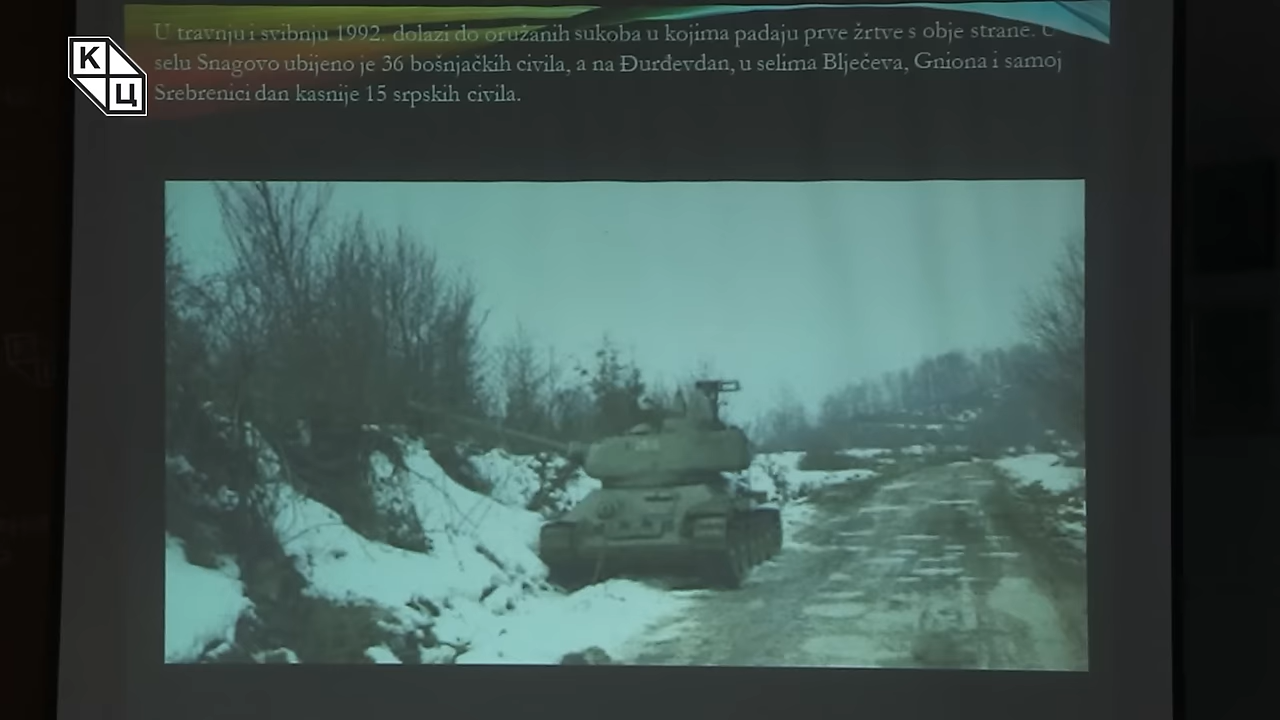 U travnju i svibnju 1992. dolazi do oružanih sukoba u kojima padaju prve žrtve s obje strane. U
selu Snagovo ubijeno je 36 bošnjačkih civila, a na Đurđevdan, u selima Blječeva, Gniona i samoj
Srebrenici dan kasnije 15 srpskih civila.
К
Ц